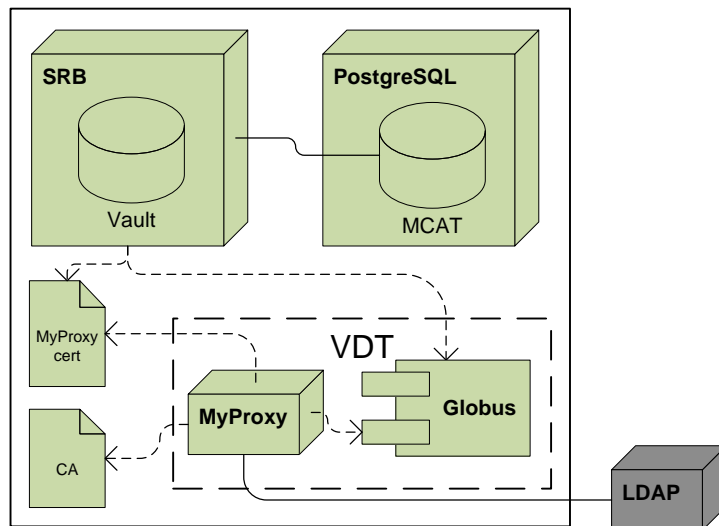 SRB
PostgreSQL
Vault
MCAT
MyProxy
cert
VDT
MyProxy
Globus
CA
LDAP